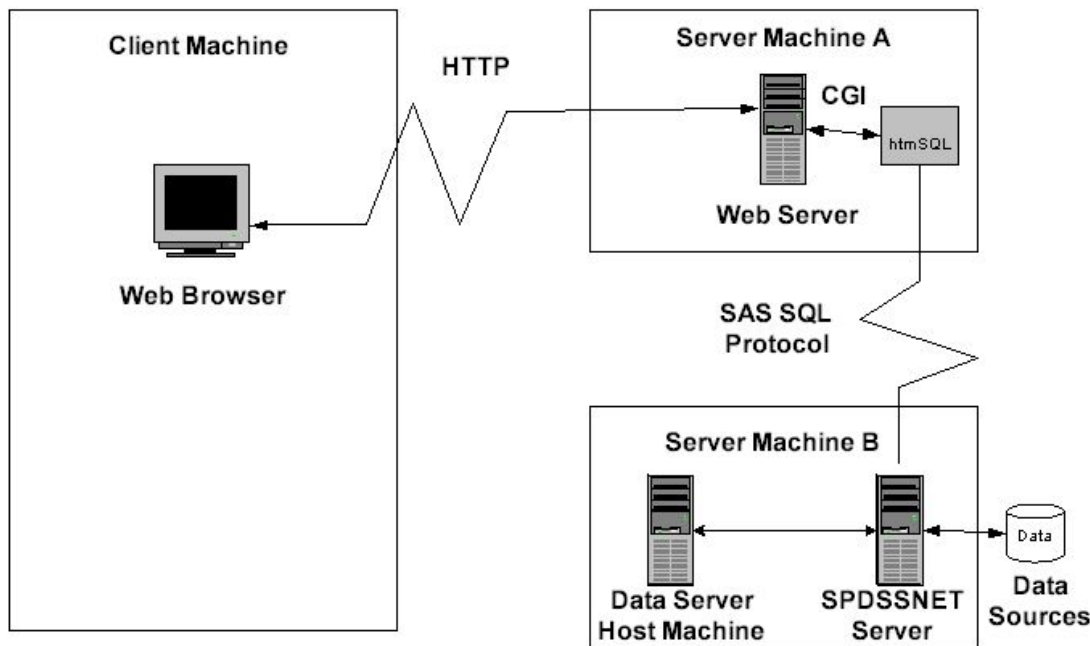 Client Machine
HTTP
Web Browser
Server Machine A
CGI
htmSQL
Web Server
SAS SQL
Protocol
Server Machine B
Data Server
Host Machine
SPDSSNET
Server
Data
Data
Sources